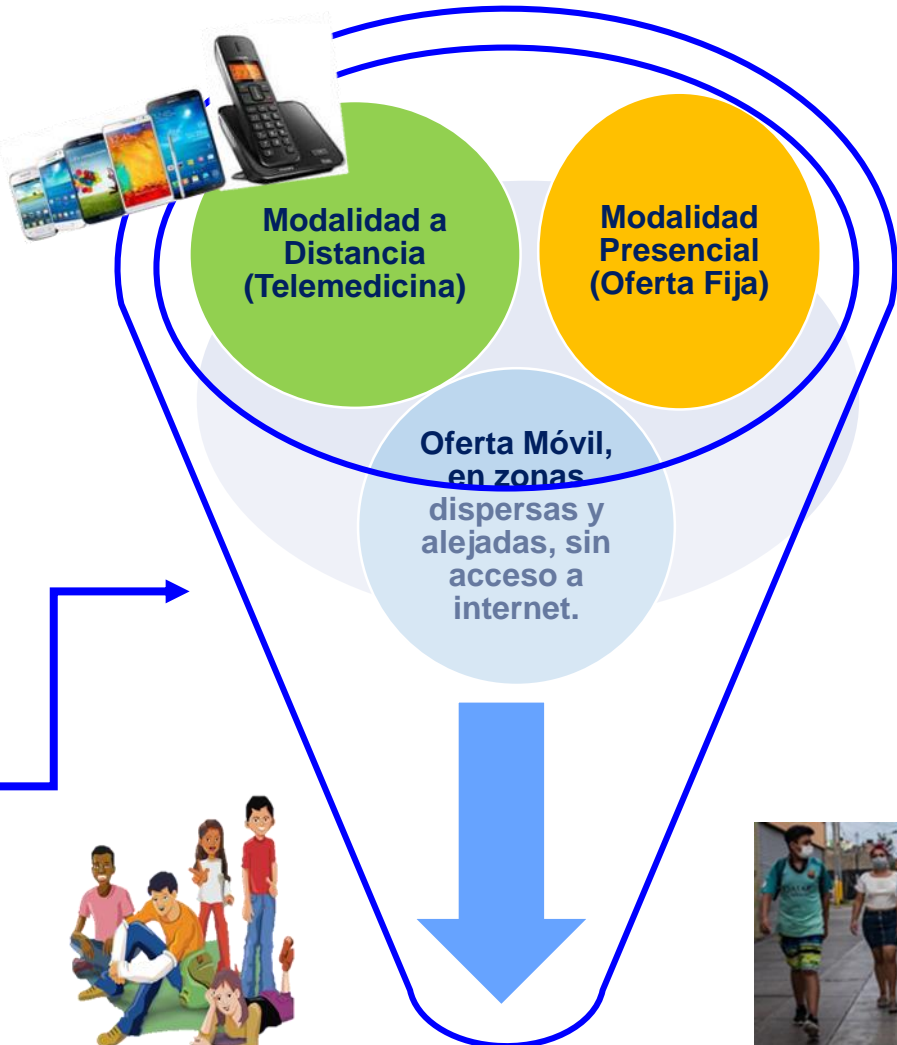 Modalidad a
Distancia
(Telemedicina)
Modalidad
Presencial
(Oferta Fija)
Oferta Móvil,
en zonas
dispersas y
alejadas, sin
acceso a
internet.